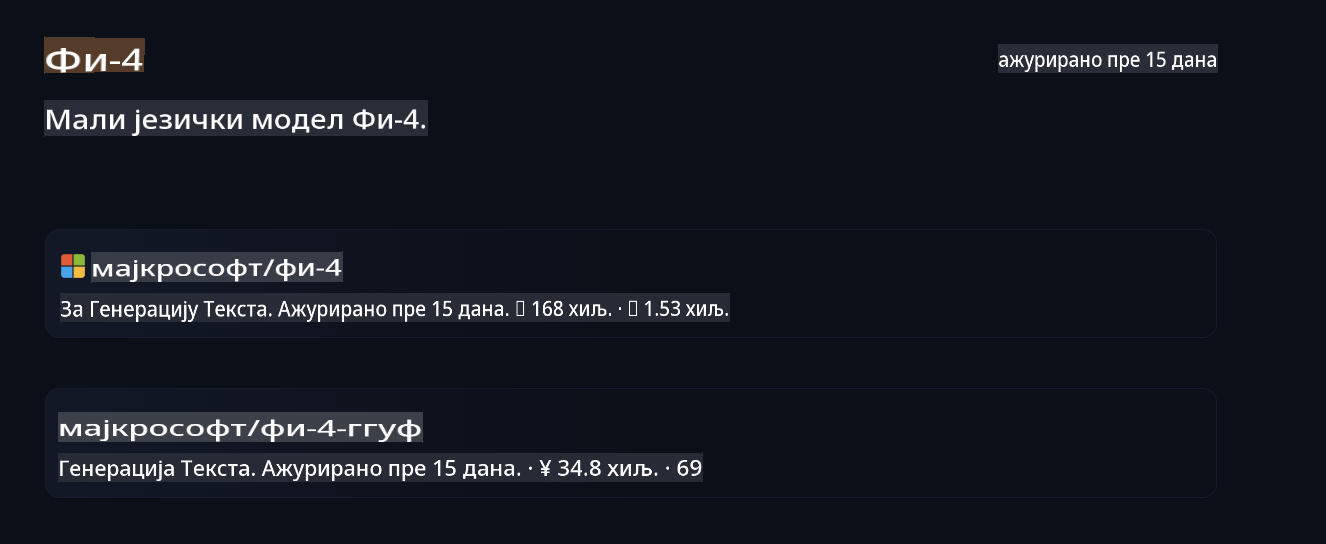 Фи-4
ажурирано пре 15 дана
Мали језички модел Фи-4.
мајкрософт/фи-4
За Генерацију Текста. Ажурирано пре 15 дана. 168 хиљ. · 1.53 хиљ.
мајкрософт/фи-4-ггуф
Генерација Текста. Ажурирано пре 15 дана. · ¥ 34.8 хиљ. · 69